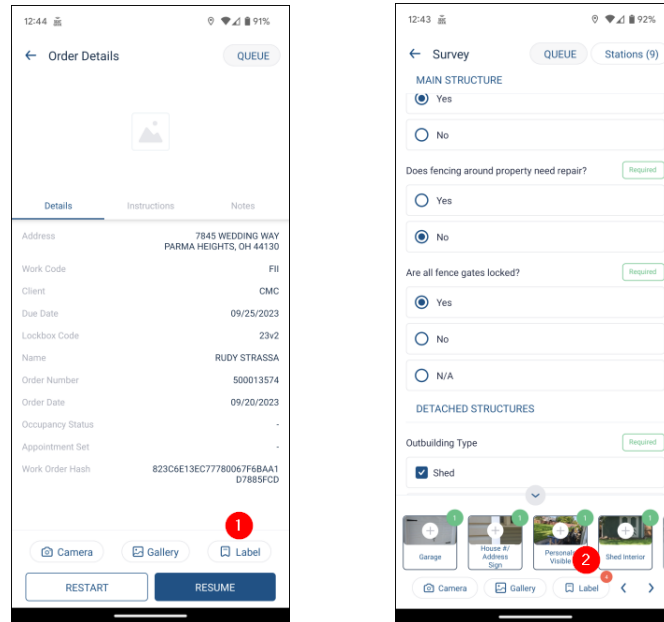 12:44
91%
Order Details
QUEUE
Details Instructions Notes
Address 7845 WEDDING WAY
PARMA HEIGHTS, OH 44130
Work Code FII
Client CMC
Due Date 09/25/2023
Lockbox Code 23v2
Name RUDY STRASSA
Order Number 500013574
Order Date 09/20/2023
Occupancy Status -
Appointment Set -
Work Order Hash 823C6E13EC77780067F6BAA1
D7885FCD
1
Camera Gallery Label
RESTART RESUME
12:43
92%
Survey QUEUE Stations (9)
MAIN STRUCTURE
Yes
No
Does fencing around property need repair? Required
Yes
No
Are all fence gates locked? Required
Yes
No
N/A
DETACHED STRUCTURES
Outbuilding Type Required
Shed
1 1 1 1
Garage
House #/
Address
Sign
Personals
Visible
Shed Interior
2
Camera Gallery Label 4